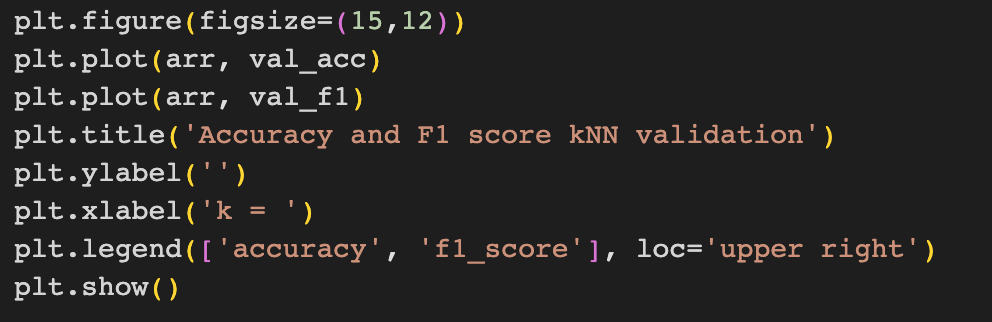 plt.figure(figsize=(15,12))
plt.plot(arr, val_acc)
plt.plot(arr, val_f1)
plt.title('Accuracy and F1 score kNN validation')
plt.ylabel('')
plt.xlabel('k = ')
plt.legend(['accuracy', 'f1_score'], loc='upper right')
plt.show()